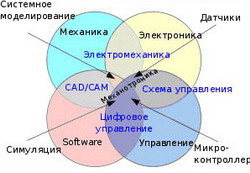 Системное
моделирование
Датчики
Механика
Электроника
Электромеханика
Мехатроника
CAD/CAM
Схема управления
Цифровое
управление
Симуляция
Software
Управление
Микро-
контроллер